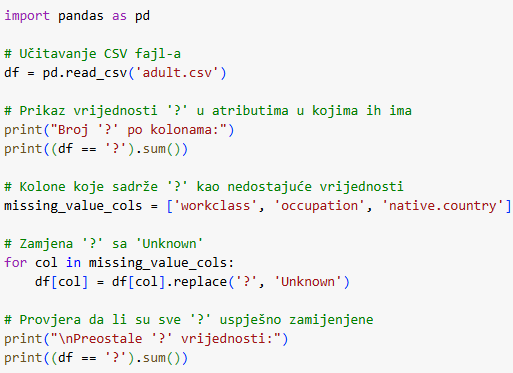 import pandas as pd
# Učitavanje CSV fajl-a
df = pd.read_csv('adult.csv')
# Prikaz vrijednosti '?' u atributima u kojima ih ima
print("Broj '?' po kolonama:")
print((df == '?').sum())
# Kolone koje sadrže '?' kao nedostajuće vrijednosti
missing_value_cols = ['workclass', 'occupation', 'native.country']
# Zamjena '?' sa 'Unknown'
for col in missing_value_cols:
    df[col] = df[col].replace('?', 'Unknown')
# Provjera da li su sve '?' uspješno zamijenjene
print("\nPreostale '?' vrijednosti:")
print((df == '?').sum())